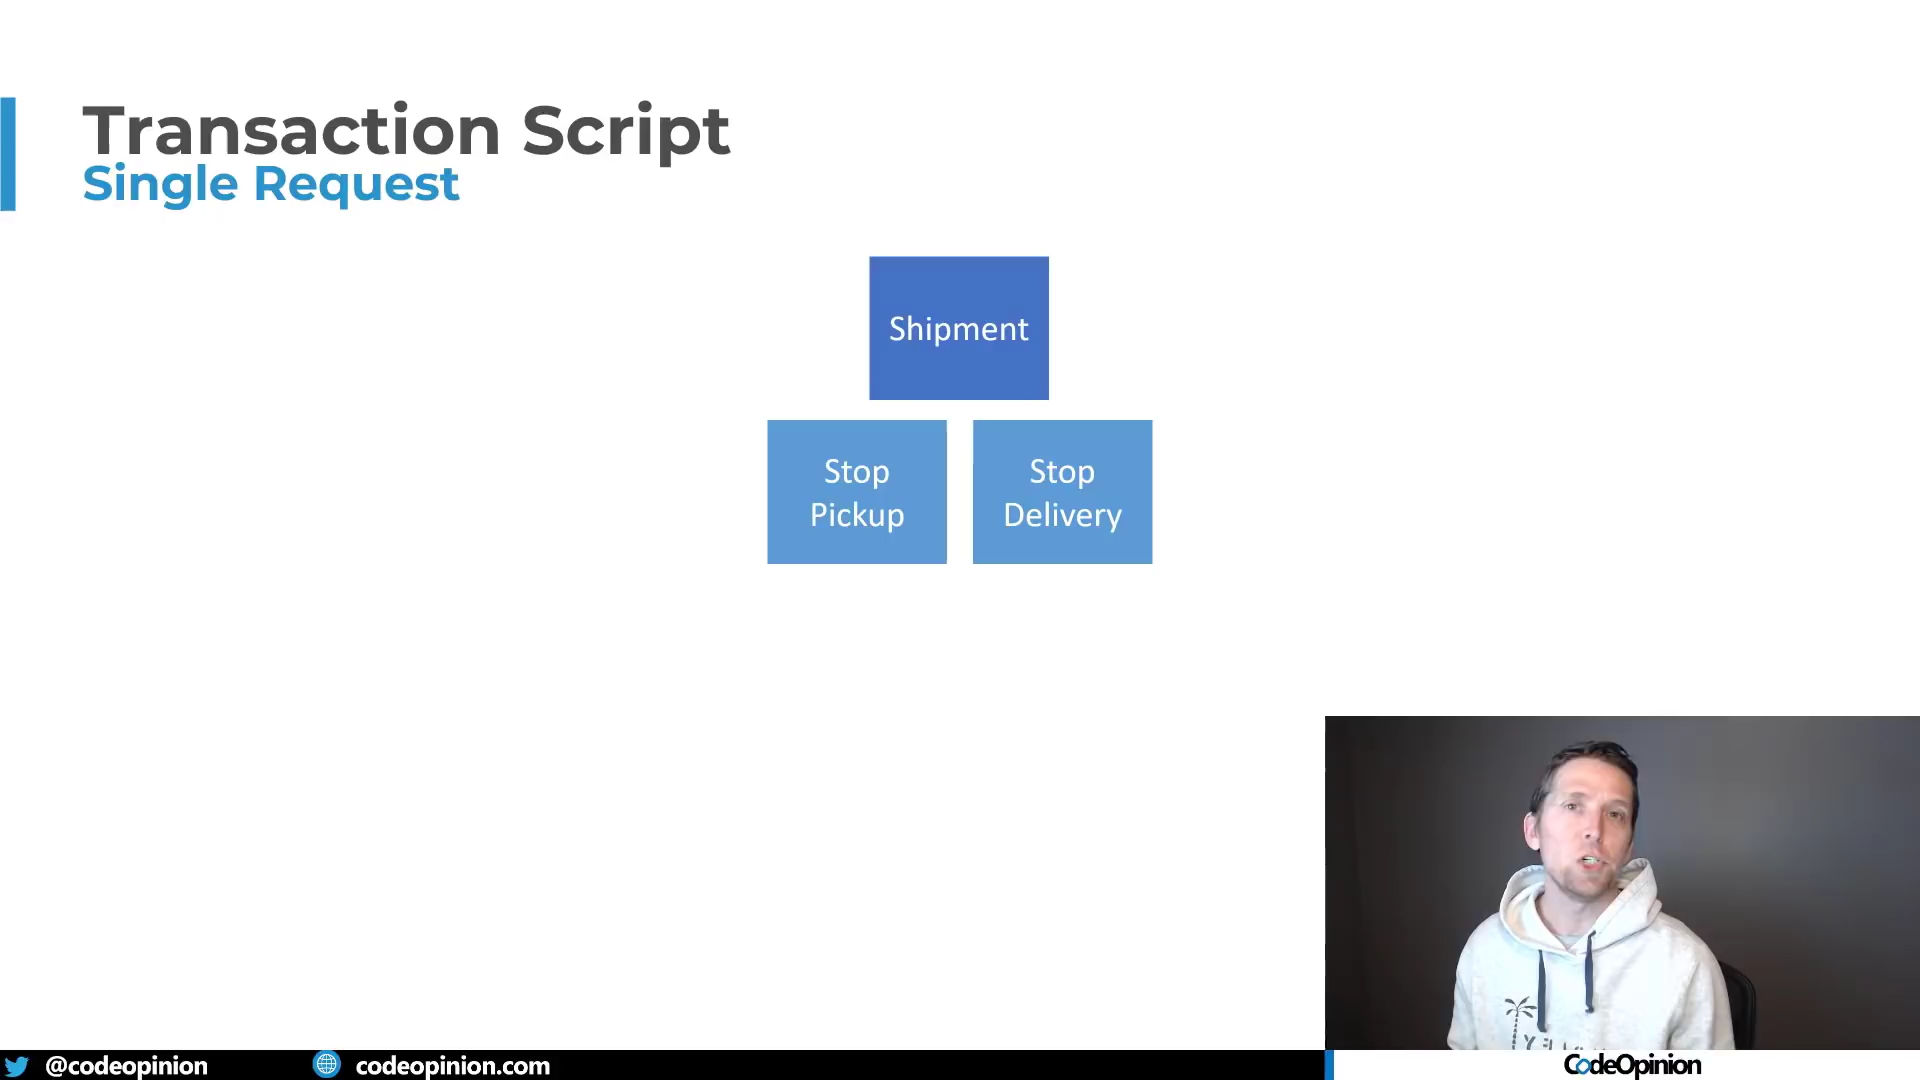 Transaction Script
Single Request
Shipment
Stop
Pickup
Stop
Delivery
@codeopinion
codeopinion.com
CodeOpinion